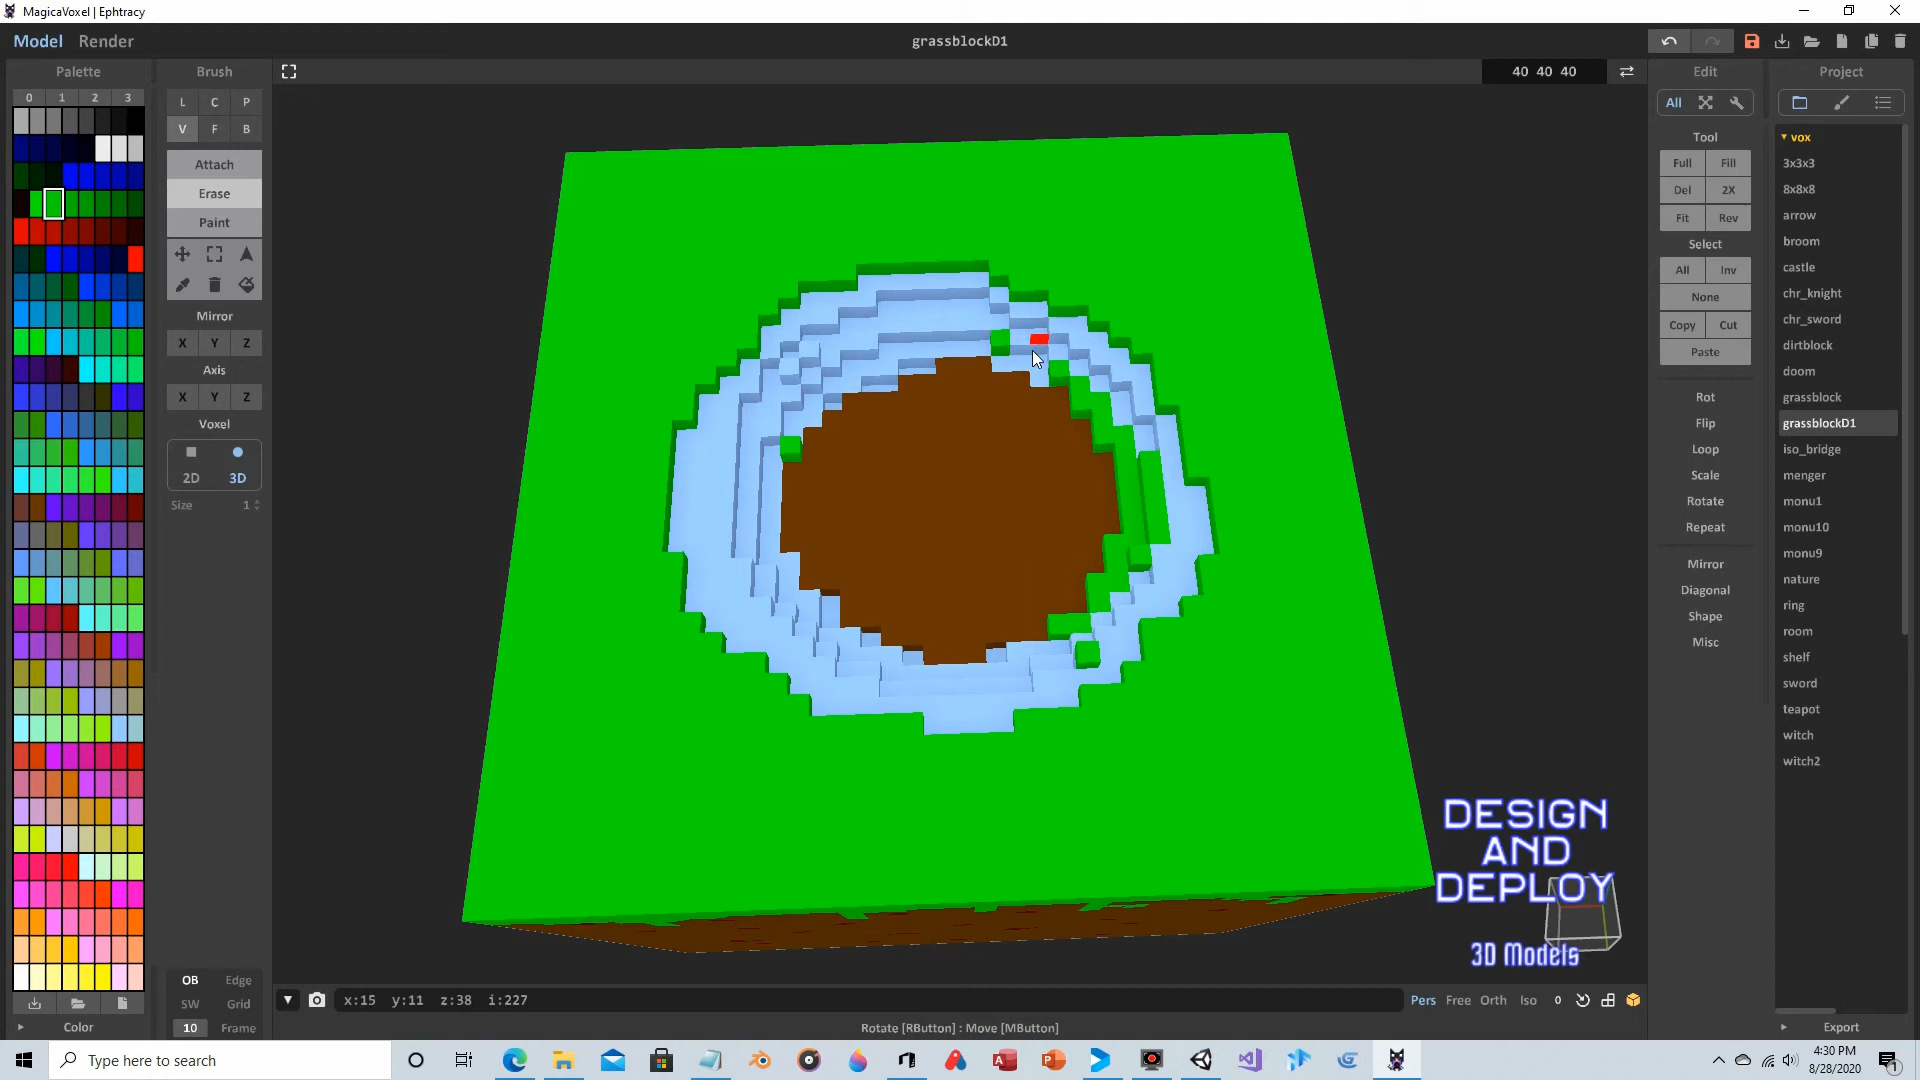 MagicaVoxel | Ephtracy
Model Render
grassblockD1
Palette
0 1 2 3
Color
Brush
L C P
V F B
Attach
Erase
Paint
Mirror
X Y Z
Axis
X Y Z
Voxel
2D 3D
Size 1
OB Edge
SW Grid
10 Frame
40 40 40
x:15 y:11 z:38 i:227
Pers Free Orth Iso 0
Rotate [RButton] : Move [MButton]
DESIGN
AND
DEPLOY
3D Models
Edit
All
Tool
Full Fill
Del 2X
Fit Rev
Select
All Inv
None
Copy Cut
Paste
Rot
Flip
Loop
Scale
Rotate
Repeat
Mirror
Diagonal
Shape
Misc
Project
vox
3x3x3
8x8x8
arrow
broom
castle
chr_knight
chr_sword
dirtblock
doom
grassblock
grassblockD1
iso_bridge
menger
monu1
monu10
monu9
nature
ring
room
shelf
sword
teapot
witch
witch2
Export
Type here to search
4:30 PM
8/28/2020
1